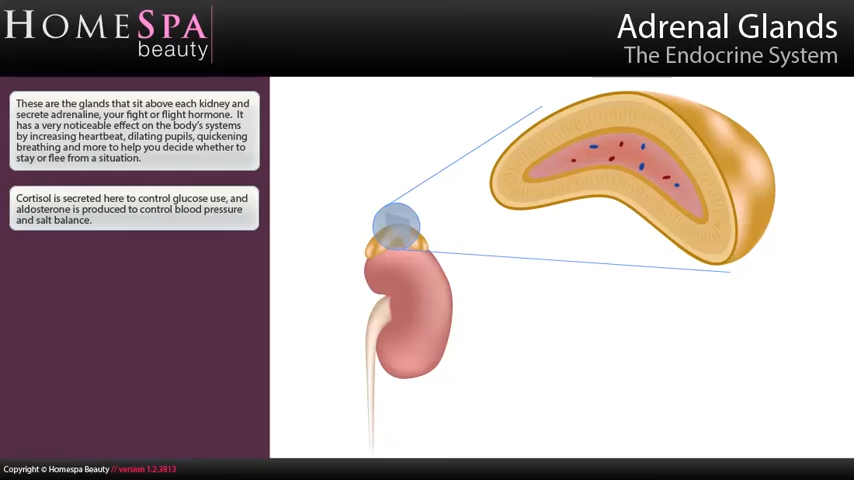 HOMESPA
beauty
Adrenal Glands
The Endocrine System
These are the glands that sit above each kidney and
secrete adrenaline, your fight or flight hormone.  It
has a very noticeable effect on the body's systems
by increasing heartbeat, dilating pupils, quickening
breathing and more to help you decide whether to
stay or flee from a situation.
Cortisol is secreted here to control glucose use, and
aldosterone is produced to control blood pressure
and salt balance.
Copyright © Homespa Beauty // version 1.2.3813